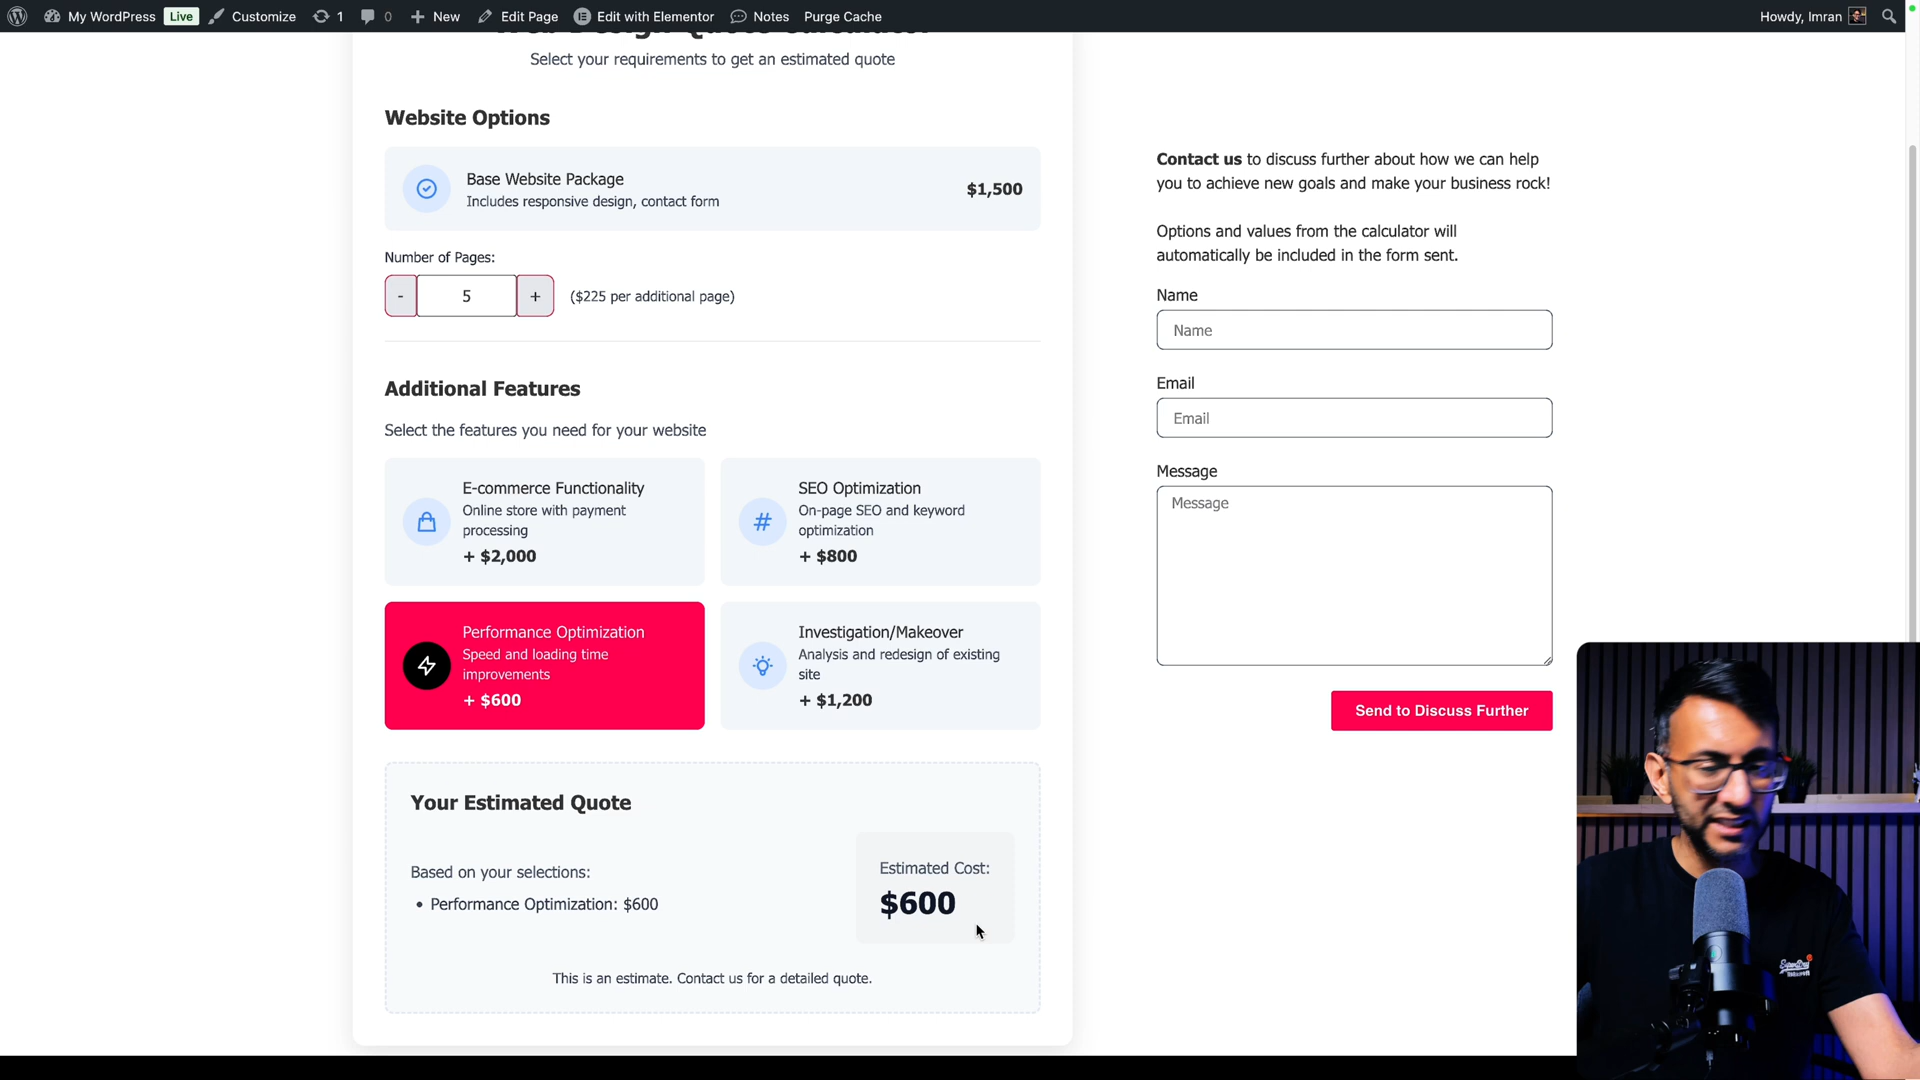 My WordPress Live Customize 1 0 New Edit Page Edit with Elementor Notes Purge Cache Howdy, Imran
Web Design Quote Calculator
Select your requirements to get an estimated quote
Website Options
Base Website Package
Includes responsive design, contact form
$1,500
Number of Pages:
- 5 + ($225 per additional page)
Additional Features
Select the features you need for your website
E-commerce Functionality
Online store with payment
processing
+ $2,000
SEO Optimization
On-page SEO and keyword
optimization
+ $800
Performance Optimization
Speed and loading time
improvements
+ $600
Investigation/Makeover
Analysis and redesign of existing
site
+ $1,200
Your Estimated Quote
Based on your selections:
• Performance Optimization: $600
Estimated Cost:
$600
This is an estimate. Contact us for a detailed quote.
Contact us to discuss further about how we can help
you to achieve new goals and make your business rock!
Options and values from the calculator will
automatically be included in the form sent.
Name
Name
Email
Email
Message
Message
Send to Discuss Further